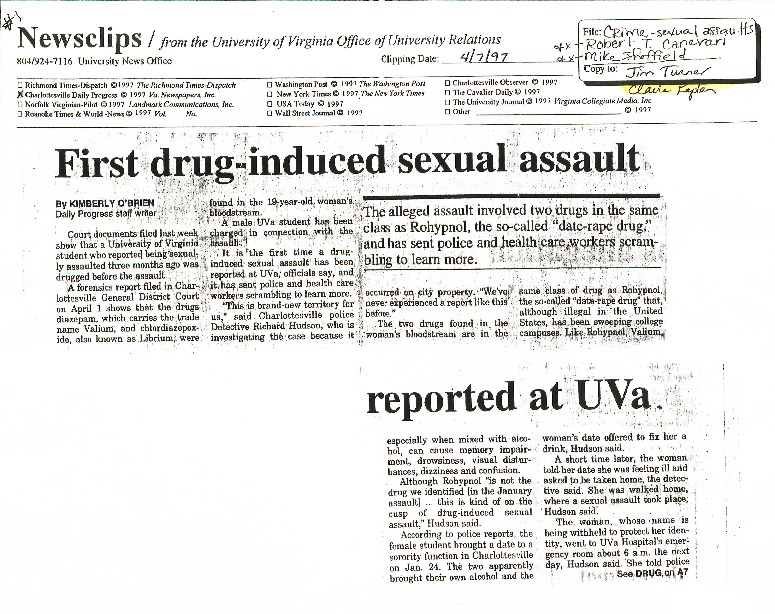 #1
Newsclips / from the University of Virginia Office of University Relations
804/924-7116 University News Office
Clipping Date: 4/7/97
File: Crime - sexual assaults
Robert T. Canevari
Mike Sheffield
Copy to: Jim Turner
Claire Kaplan
Richmond Times-Dispatch ©1997 The Richmond Times-Dispatch
Charlottesville Daily Progress © 1997 Va. Newspapers, Inc.
Norfolk Virginian-Pilot ©1997 Landmark Communications, Inc.
Roanoke Times & World-News © 1997 Vol. No.
Washington Post © 1997 The Washington Post
New York Times © 1997 The New York Times
USA Today © 1997
Wall Street Journal © 1997
Charlottesville Observer © 1997
The Cavalier Daily © 1997
The University Journal © 1997 Virginia Collegiate Media, Inc
Other © 1997
First drug-induced sexual assault
By KIMBERLY O'BRIEN
Daily Progress staff writer
Court documents filed last week
show that a University of Virginia
student who reported being sexual-
ly assaulted three months ago was
drugged before the assault.
A forensics report filed in Char-
lottesville General District Court
on April 1 shows that the drugs
diazepam, which carries the trade
name Valium, and chlordiazepox-
ide, also known as Librium, were
found in the 19-year-old woman's
bloodstream.
A male UVa student has been
charged in connection with the
assault.
It is the first time a drug-
induced sexual assault has been
reported at UVa, officials say, and
it has sent police and health care
workers scrambling to learn more.
"This is brand-new territory for
us," said Charlottesville police
Detective Richard Hudson, who is
investigating the case because it
The alleged assault involved two drugs in the same
class as Rohypnol, the so-called "date-rape drug,"
and has sent police and health care workers scram-
bling to learn more.
occurred on city property. "We've
never experienced a report like this
before."
The two drugs found in the
woman's bloodstream are in the
same class of drug as Rohypnol,
the so-called "date-rape drug" that,
although illegal in the United
States, has been sweeping college
campuses. Like Rohypnol, Valium,
reported at UVa
especially when mixed with alco-
hol, can cause memory impair-
ment, drowsiness, visual distur-
bances, dizziness and confusion.
Although Rohypnol "is not the
drug we identified [in the January
assault] ... this is kind of on the
cusp of drug-induced sexual
assault," Hudson said.
According to police reports, the
female student brought a date to a
sorority function in Charlottesville
on Jan. 24. The two apparently
brought their own alcohol and the
woman's date offered to fix her a
drink, Hudson said.
A short time later, the woman
told her date she was feeling ill and
asked to be taken home, the detec-
tive said. She was walked home,
where a sexual assault took place,
Hudson said.
The woman, whose name is
being withheld to protect her iden-
tity, went to UVa Hospital's emer-
gency room about 6 a.m. the next
day, Hudson said. She told police
See DRUG on A7